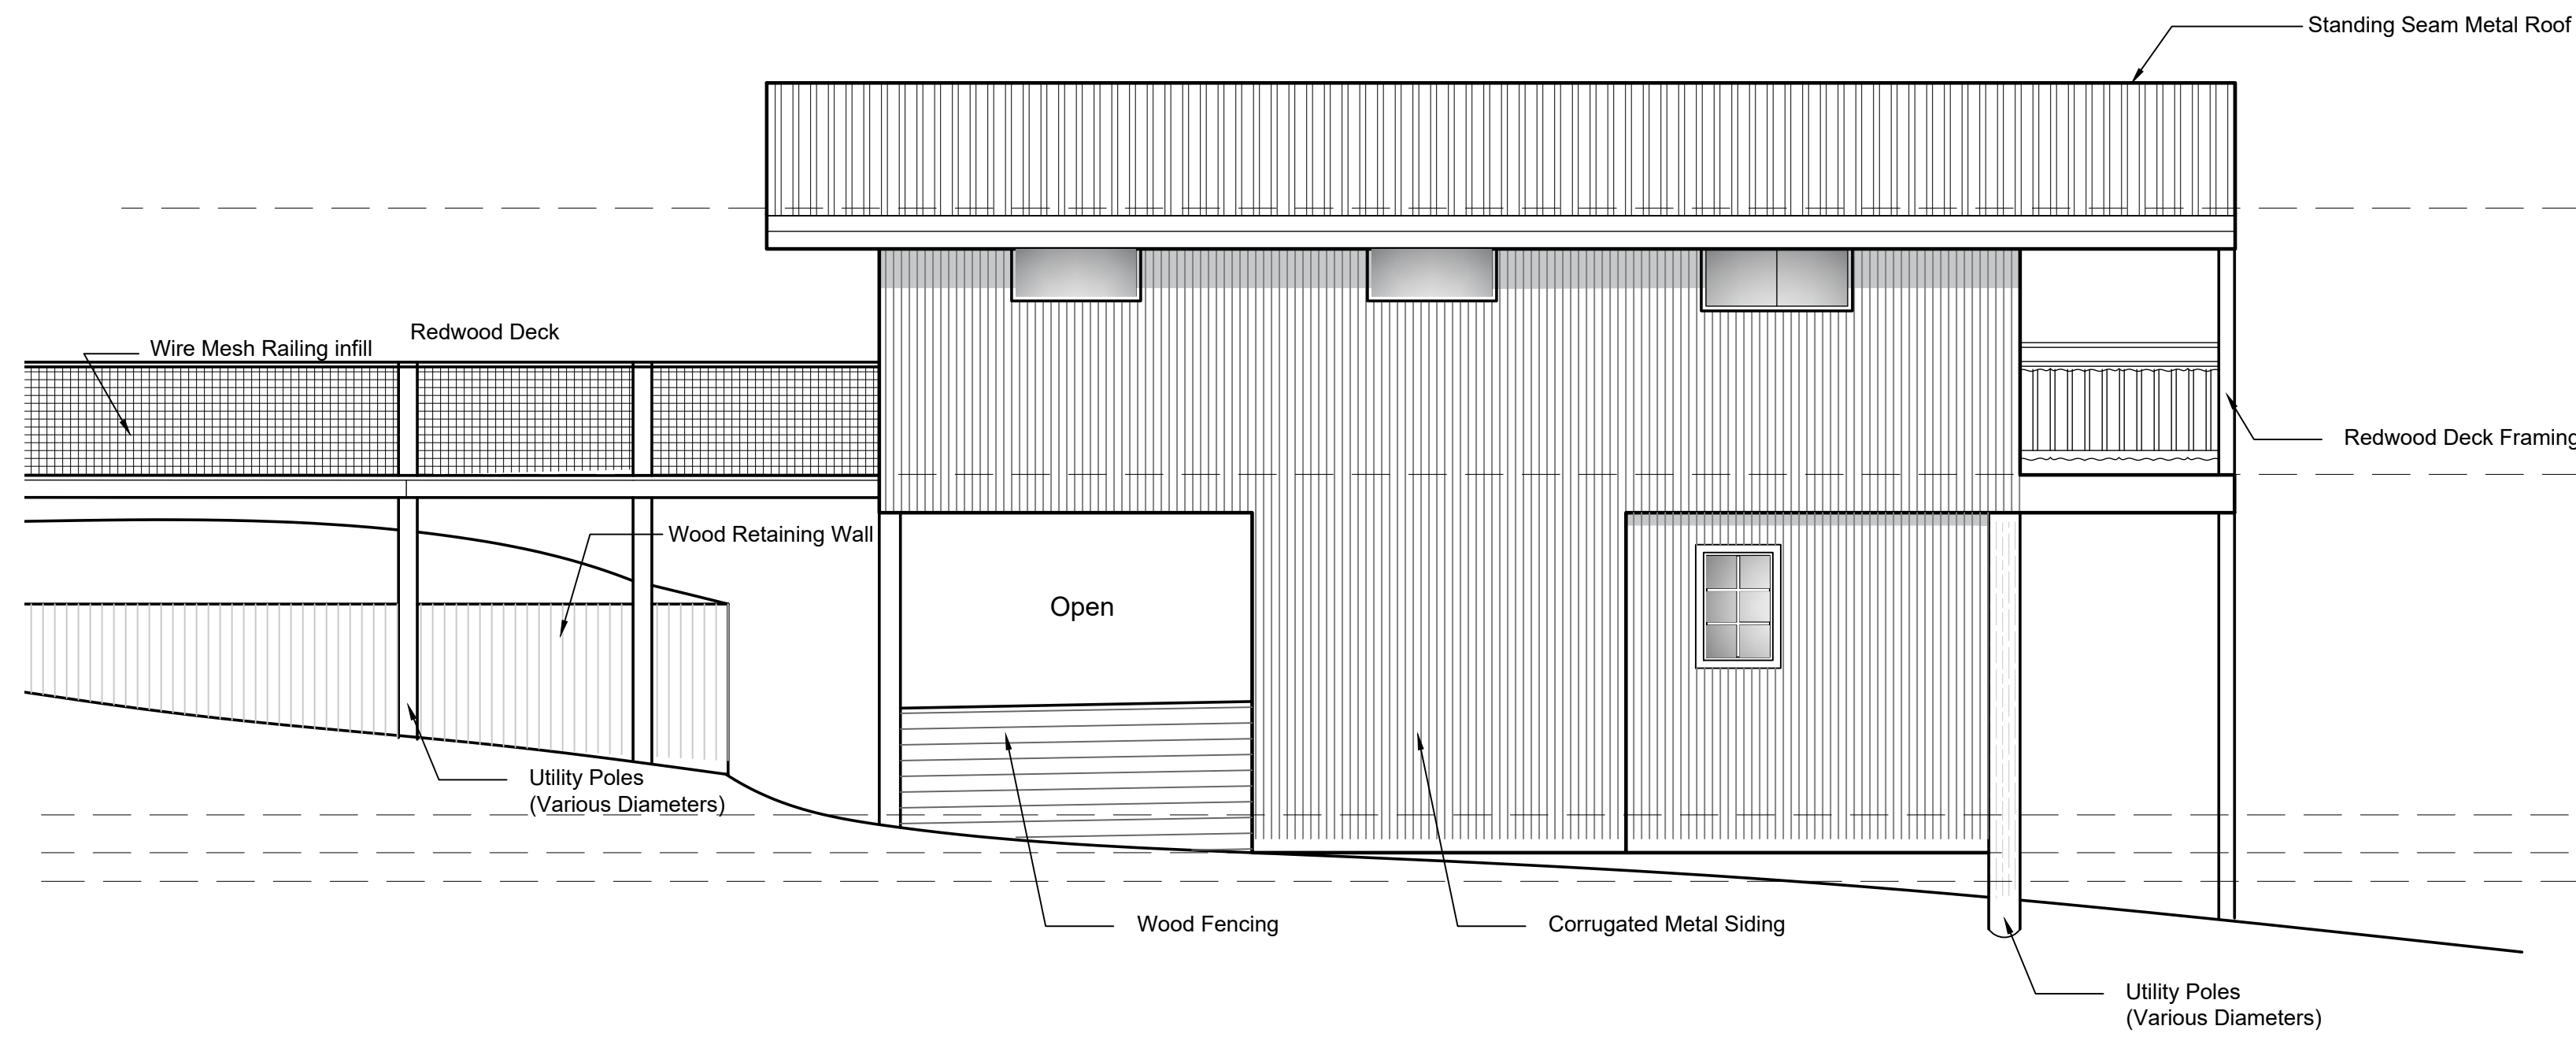 Standing Seam Metal Roof
Redwood Deck
Wire Mesh Railing infill
Redwood Deck Framing
Wood Retaining Wall
Open
Utility Poles
(Various Diameters)
Wood Fencing
Corrugated Metal Siding
Utility Poles
(Various Diameters)